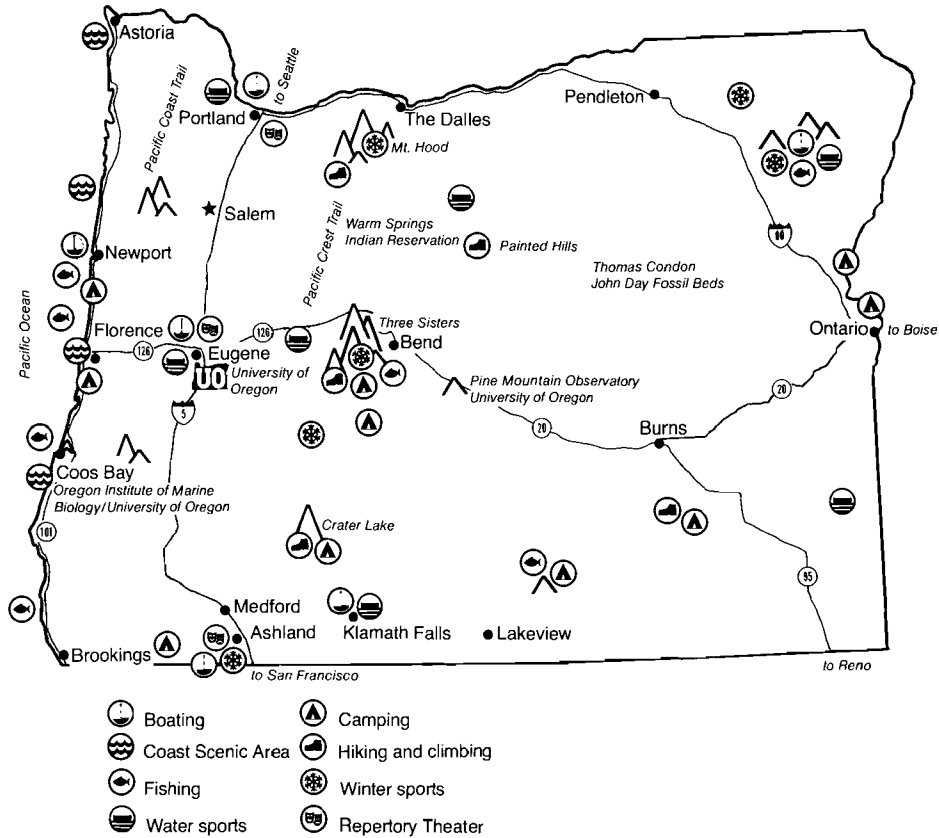 Astoria
Pacific Coast Trail
to Seattle
Portland
The Dalles
Pendleton
Mt. Hood
Salem
Pacific Crest Trail
Warm Springs
Indian Reservation
Painted Hills
Newport
Thomas Condon
John Day Fossil Beds
Pacific Ocean
Florence
126
126
Three Sisters
Bend
Ontario
to Boise
Eugene
UO
University of
Oregon
5
Pine Mountain Observatory
University of Oregon
20
20
Burns
Coos Bay
Oregon Institute of Marine
Biology/University of Oregon
101
Crater Lake
95
Medford
Ashland
Klamath Falls
Lakeview
Brookings
to San Francisco
to Reno
Boating
Camping
Coast Scenic Area
Hiking and climbing
Fishing
Winter sports
Water sports
Repertory Theater